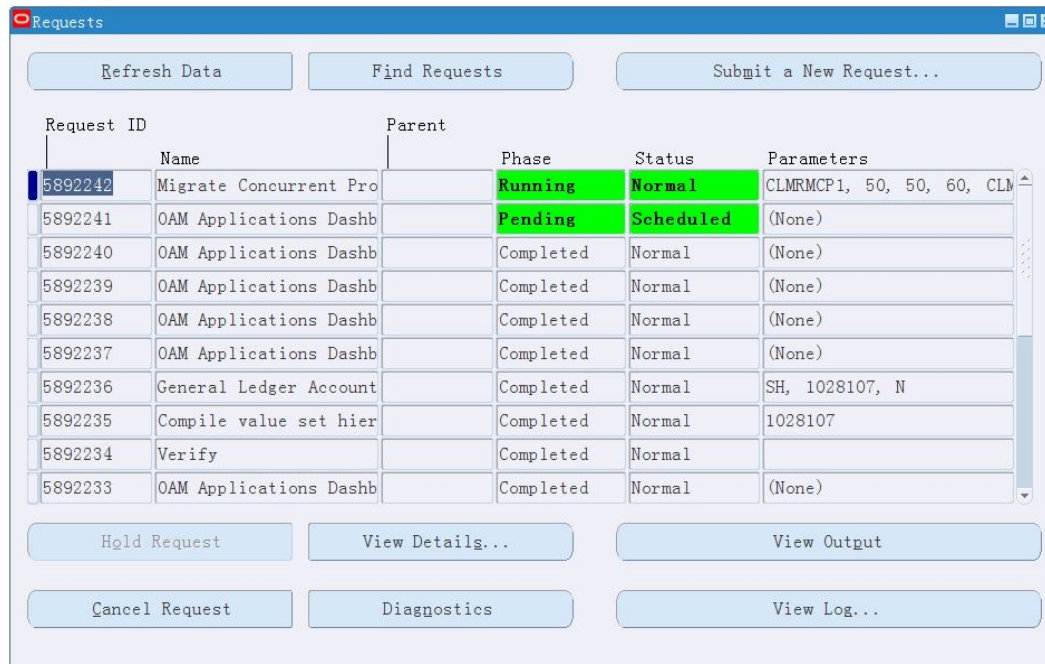 Requests
Refresh Data Find Requests Submit a New Request...
Request ID Parent
Name Phase Status Parameters
5892242 Migrate Concurrent Pro Running Normal CLMRMCP1, 50, 50, 60, CLM
5892241 OAM Applications Dashb Pending Scheduled (None)
5892240 OAM Applications Dashb Completed Normal (None)
5892239 OAM Applications Dashb Completed Normal (None)
5892238 OAM Applications Dashb Completed Normal (None)
5892237 OAM Applications Dashb Completed Normal (None)
5892236 General Ledger Account Completed Normal SH, 1028107, N
5892235 Compile value set hier Completed Normal 1028107
5892234 Verify Completed Normal
5892233 OAM Applications Dashb Completed Normal (None)
Hold Request View Details... View Output
Cancel Request Diagnostics View Log...